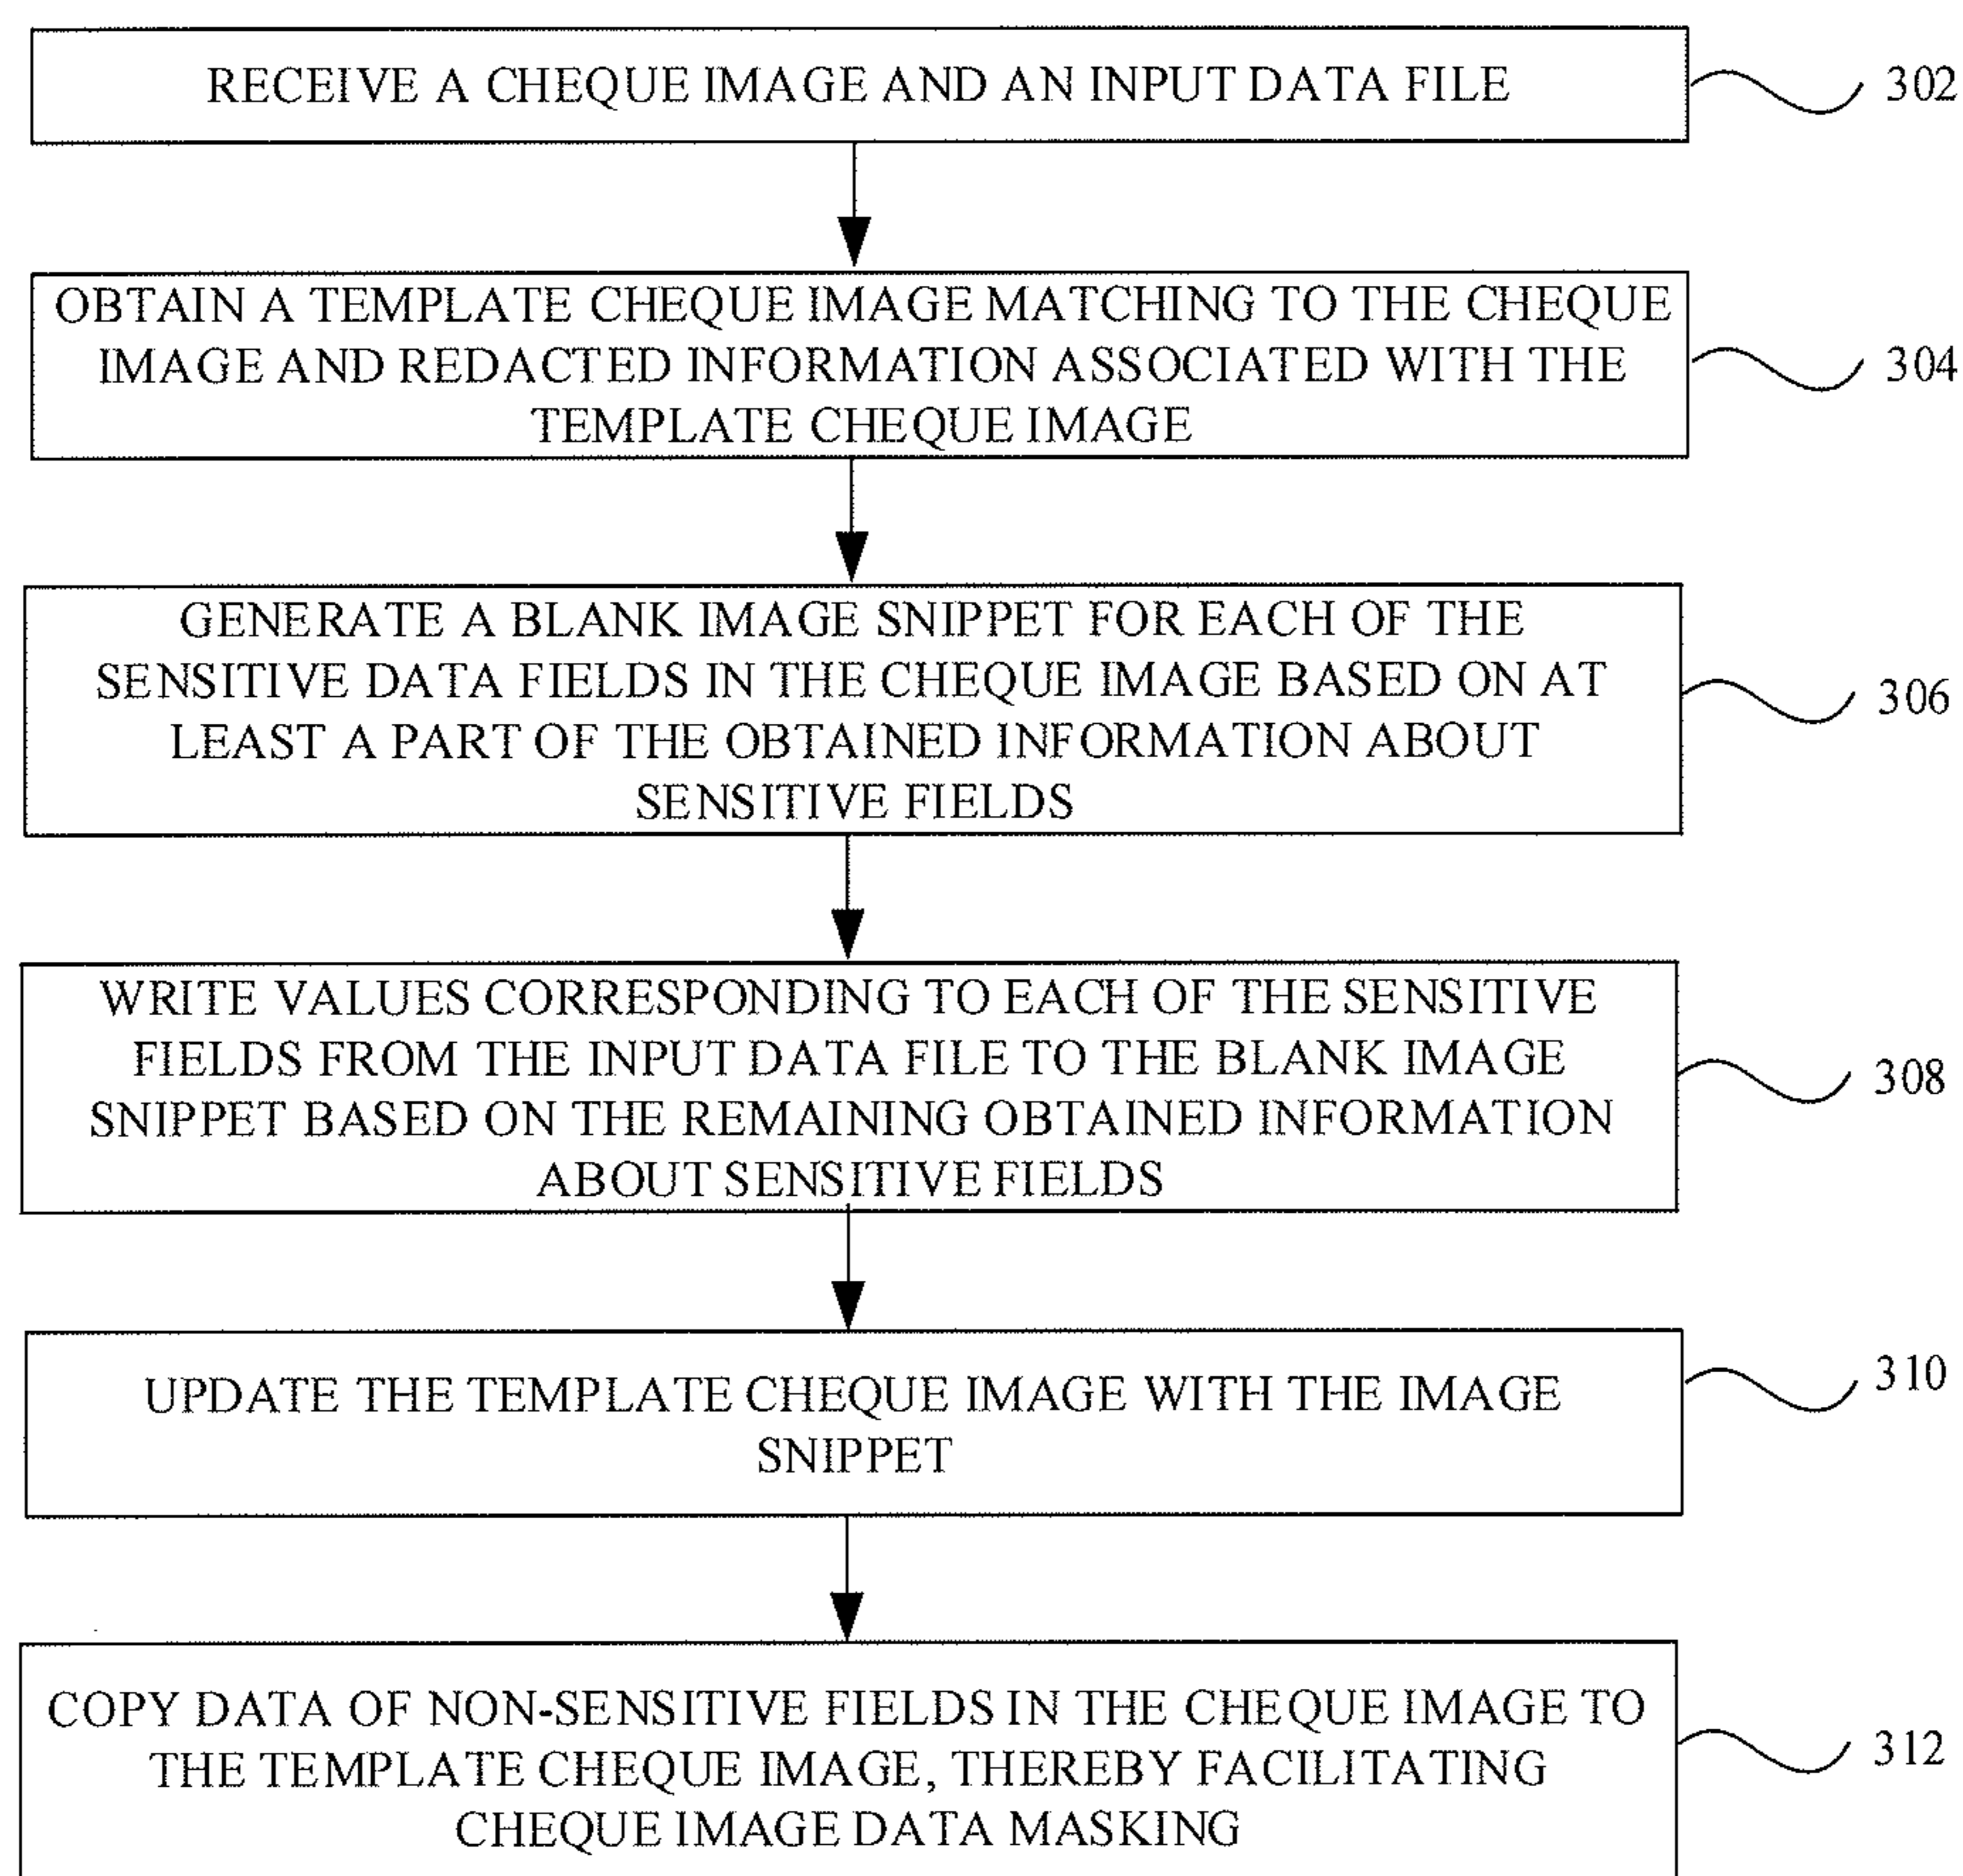 RECEIVE A CHEQUE IMAGE AND AN INPUT DATA FILE
302
OBTAIN A TEMPLATE CHEQUE IMAGE MATCHING TO THE CHEQUE
IMAGE AND REDACTED INFORMATION ASSOCIATED WITH THE
TEMPLATE CHEQUE IMAGE
304
GENERATE A BLANK IMAGE SNIPPET FOR EACH OF THE
SENSITIVE DATA FIELDS IN THE CHEQUE IMAGE BASED ON AT
LEAST A PART OF THE OBTAINED INFORMATION ABOUT
SENSITIVE FIELDS
306
WRITE VALUES CORRESPONDING TO EACH OF THE SENSITIVE
FIELDS FROM THE INPUT DATA FILE TO THE BLANK IMAGE
SNIPPET BASED ON THE REMAINING OBTAINED INFORMATION
ABOUT SENSITIVE FIELDS
308
UPDATE THE TEMPLATE CHEQUE IMAGE WITH THE IMAGE
SNIPPET
310
COPY DATA OF NON-SENSITIVE FIELDS IN THE CHEQUE IMAGE TO
THE TEMPLATE CHEQUE IMAGE, THEREBY FACILITATING
CHEQUE IMAGE DATA MASKING
312